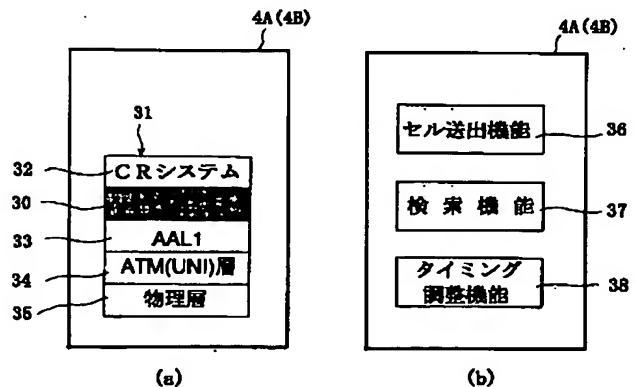 4A(4B)
31
32
CRシステム
30
33
AAL1
34
ATM(UNI)層
35
物理層
(a)
4A(4B)
セル送出機能
36
検索機能
37
タイミング
調整機能
38
(b)